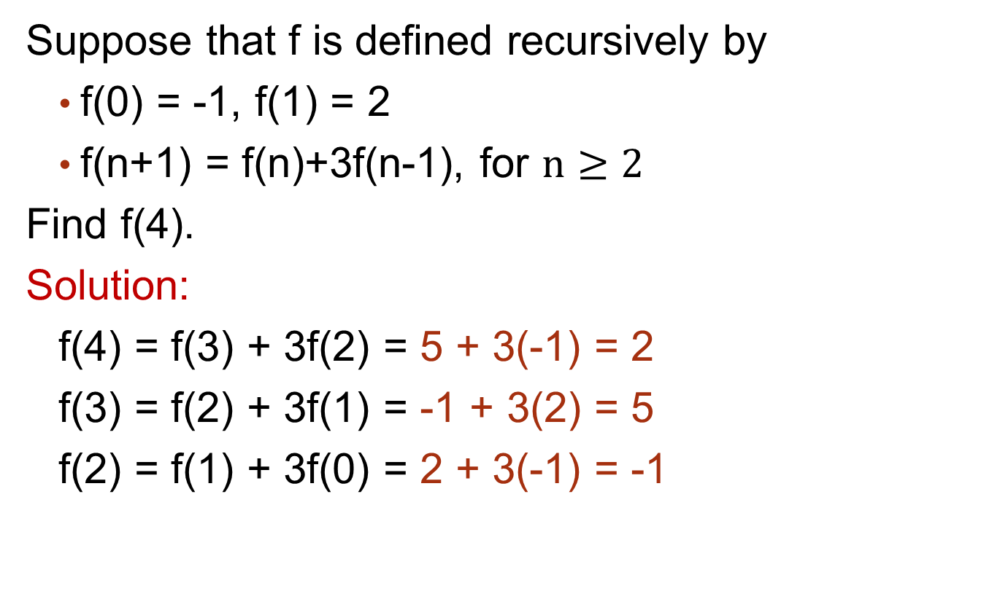 Suppose that f is defined recursively by
• f(0) = -1, f(1) = 2
• f(n+1) = f(n)+3f(n-1), for n ≥ 2
Find f(4).
Solution:
f(4) = f(3) + 3f(2) = 5 + 3(-1) = 2
f(3) = f(2) + 3f(1) = -1 + 3(2) = 5
f(2) = f(1) + 3f(0) = 2 + 3(-1) = -1